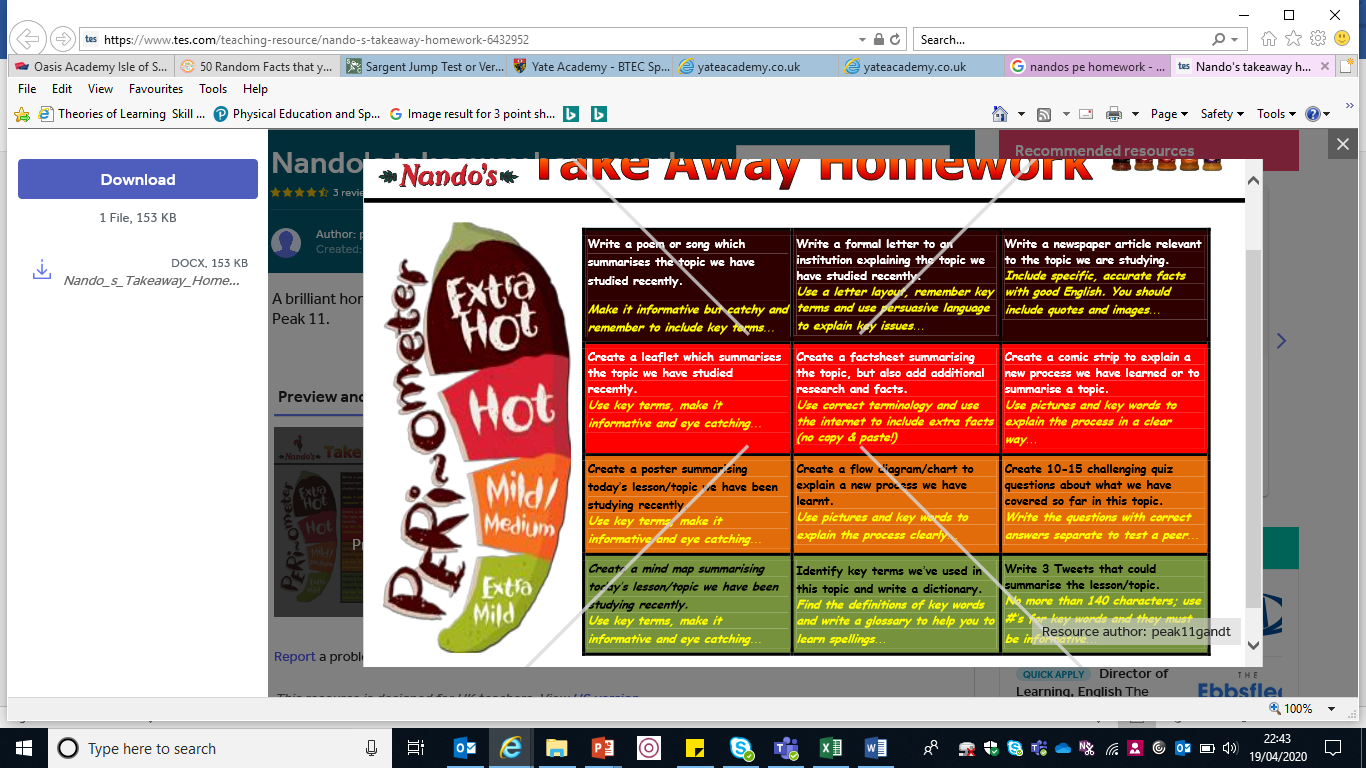 https://www.tes.com/teaching-resource/nando-s-takeaway-homework-6432952
Search...
Oasis Academy Isle of S...
50 Random Facts that y...
Sargent Jump Test or Ver...
Yate Academy - BTEC Sp...
yateacademy.co.uk
yateacademy.co.uk
nandos pe homework - ...
tes Nando's takeaway h...
File Edit View Favourites Tools Help
Theories of Learning Skill ...
Physical Education and Sp...
Image result for 3 point sh...
Page Safety Tools
Download
1 File, 153 KB
DOCX, 153 KB
Nando_s_Takeaway_Home...
Nando's
3 revie
Author: p
Created:
A brilliant hor
Peak 11.
Preview and
Report a proble
This resource is designed for UK teachers. View US version
Recommended resources
Nando's Take Away Homework
PERi-ometer
Extra
Hot
Hot
Mild/
Medium
Extra
Mild
Write a poem or song which
summarises the topic we have
studied recently.
Make it informative but catchy and
remember to include key terms...
Write a formal letter to an
institution explaining the topic we
have studied recently.
Use a letter layout, remember key
terms and use persuasive language
to explain key issues...
Write a newspaper article relevant
to the topic we are studying.
Include specific, accurate facts
with good English. You should
include quotes and images...
Create a leaflet which summarises
the topic we have studied
recently.
Use key terms, make it
informative and eye catching...
Create a factsheet summarising
the topic, but also add additional
research and facts.
Use correct terminology and use
the internet to include extra facts
(no copy & paste!)
Create a comic strip to explain a
new process we have learned or to
summarise a topic.
Use pictures and key words to
explain the process in a clear
way...
Create a poster summarising
today's lesson/topic we have been
studying recently
Use key terms, make it
informative and eye catching...
Create a flow diagram/chart to
explain a new process we have
learnt.
Use pictures and key words to
explain the process clearly...
Create 10-15 challenging quiz
questions about what we have
covered so far in this topic.
Write the questions with correct
answers separate to test a peer...
Create a mind map summarising
today's lesson/topic we have been
studying recently.
Use key terms, make it
informative and eye catching...
Identify key terms we've used in
this topic and write a dictionary.
Find the definitions of key words
and write a glossary to help you to
learn spellings...
Write 3 Tweets that could
summarise the lesson/topic.
No more than 140 characters; use
#'s for key words and they must
be informative...
Resource author: peak11gandt
QUICK APPLY Director of
Learning, English The
THE
Ebbsflee
100%
Type here to search
22:43
19/04/2020